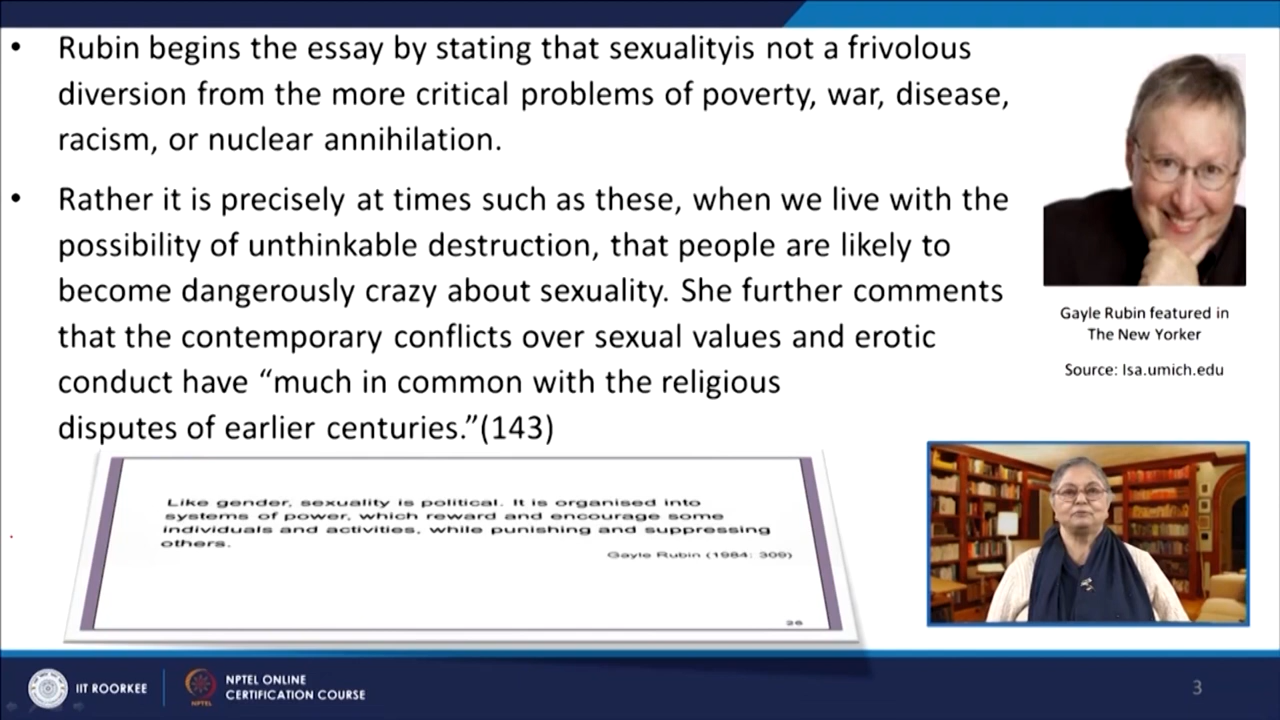 • Rubin begins the essay by stating that sexualityis not a frivolous
diversion from the more critical problems of poverty, war, disease,
racism, or nuclear annihilation.
• Rather it is precisely at times such as these, when we live with the
possibility of unthinkable destruction, that people are likely to
become dangerously crazy about sexuality. She further comments
that the contemporary conflicts over sexual values and erotic
conduct have “much in common with the religious
disputes of earlier centuries.”(143)
Gayle Rubin featured in
The New Yorker
Source: lsa.umich.edu
Like gender, sexuality is political. It is organised into
systems of power, which reward and encourage some
individuals and activities, while punishing and suppressing
others.
Gayle Rubin (1984: 309)
26
IIT ROORKEE
NPTEL
NPTEL ONLINE
CERTIFICATION COURSE
3